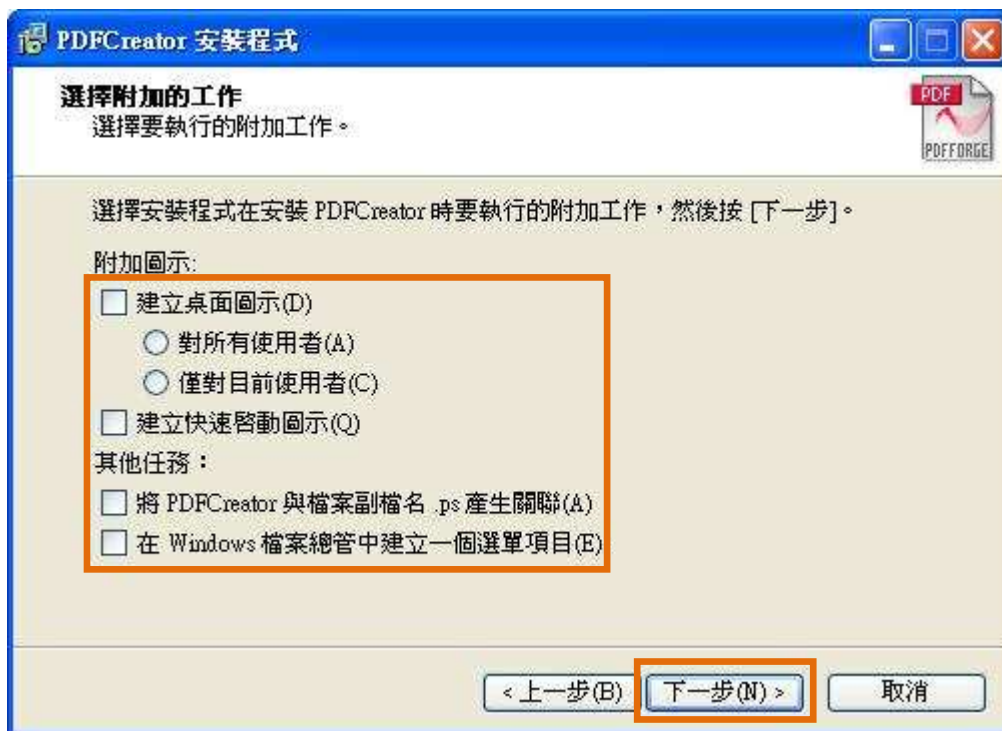 PDFCreator 安裝程式
選擇附加的工作
選擇要執行的附加工作。
PDF
PDFFORGE
選擇安裝程式在安裝 PDFCreator 時要執行的附加工作，然後按 [下一步]。
附加圖示:
建立桌面圖示(D)
對所有使用者(A)
僅對目前使用者(C)
建立快速啓動圖示(Q)
其他任務：
將 PDFCreator 與檔案副檔名 .ps 產生關聯(A)
在 Windows 檔案總管中建立一個選單項目(E)
< 上一步(B) 下一步(N) > 取消